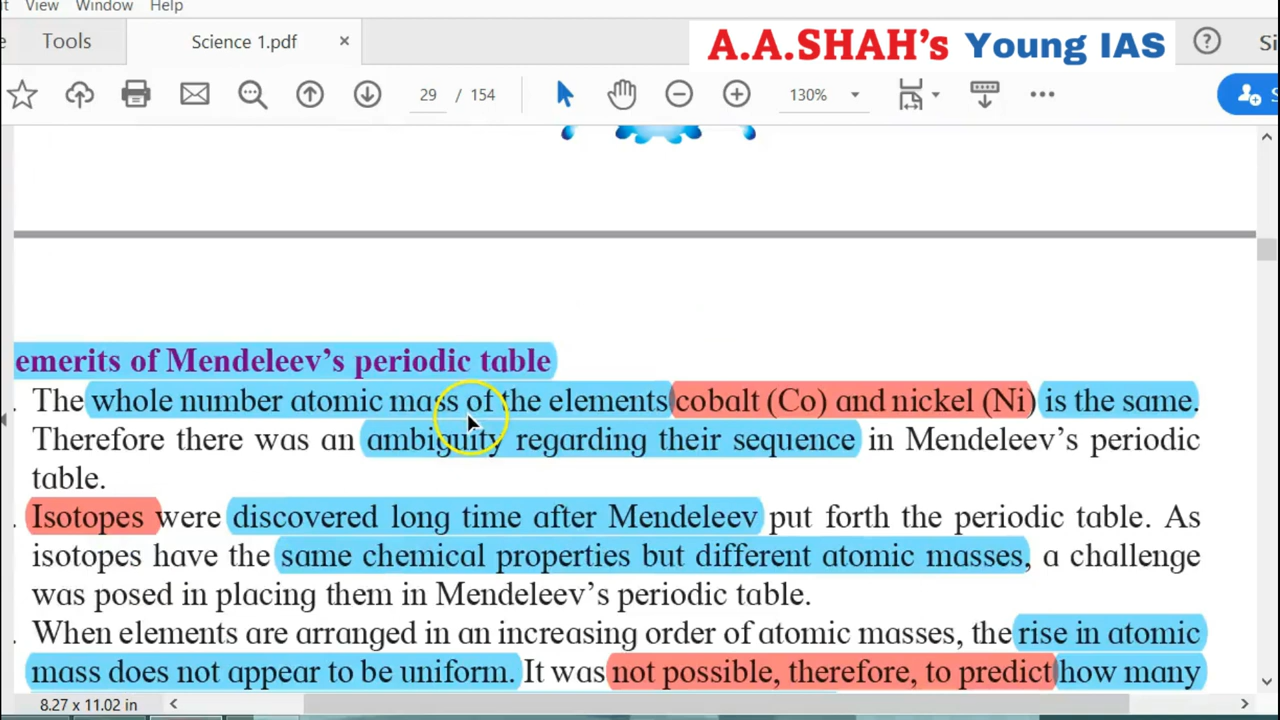 View Window Help
Tools Science 1.pdf × A.A.SHAH's Young IAS ? Si
29 / 154 130% S
emerits of Mendeleev's periodic table
. The whole number atomic mass of the elements cobalt (Co) and nickel (Ni) is the same.
Therefore there was an ambiguity regarding their sequence in Mendeleev's periodic
table.
. Isotopes were discovered long time after Mendeleev put forth the periodic table. As
isotopes have the same chemical properties but different atomic masses, a challenge
was posed in placing them in Mendeleev's periodic table.
. When elements are arranged in an increasing order of atomic masses, the rise in atomic
mass does not appear to be uniform. It was not possible, therefore, to predict how many
8.27 x 11.02 in